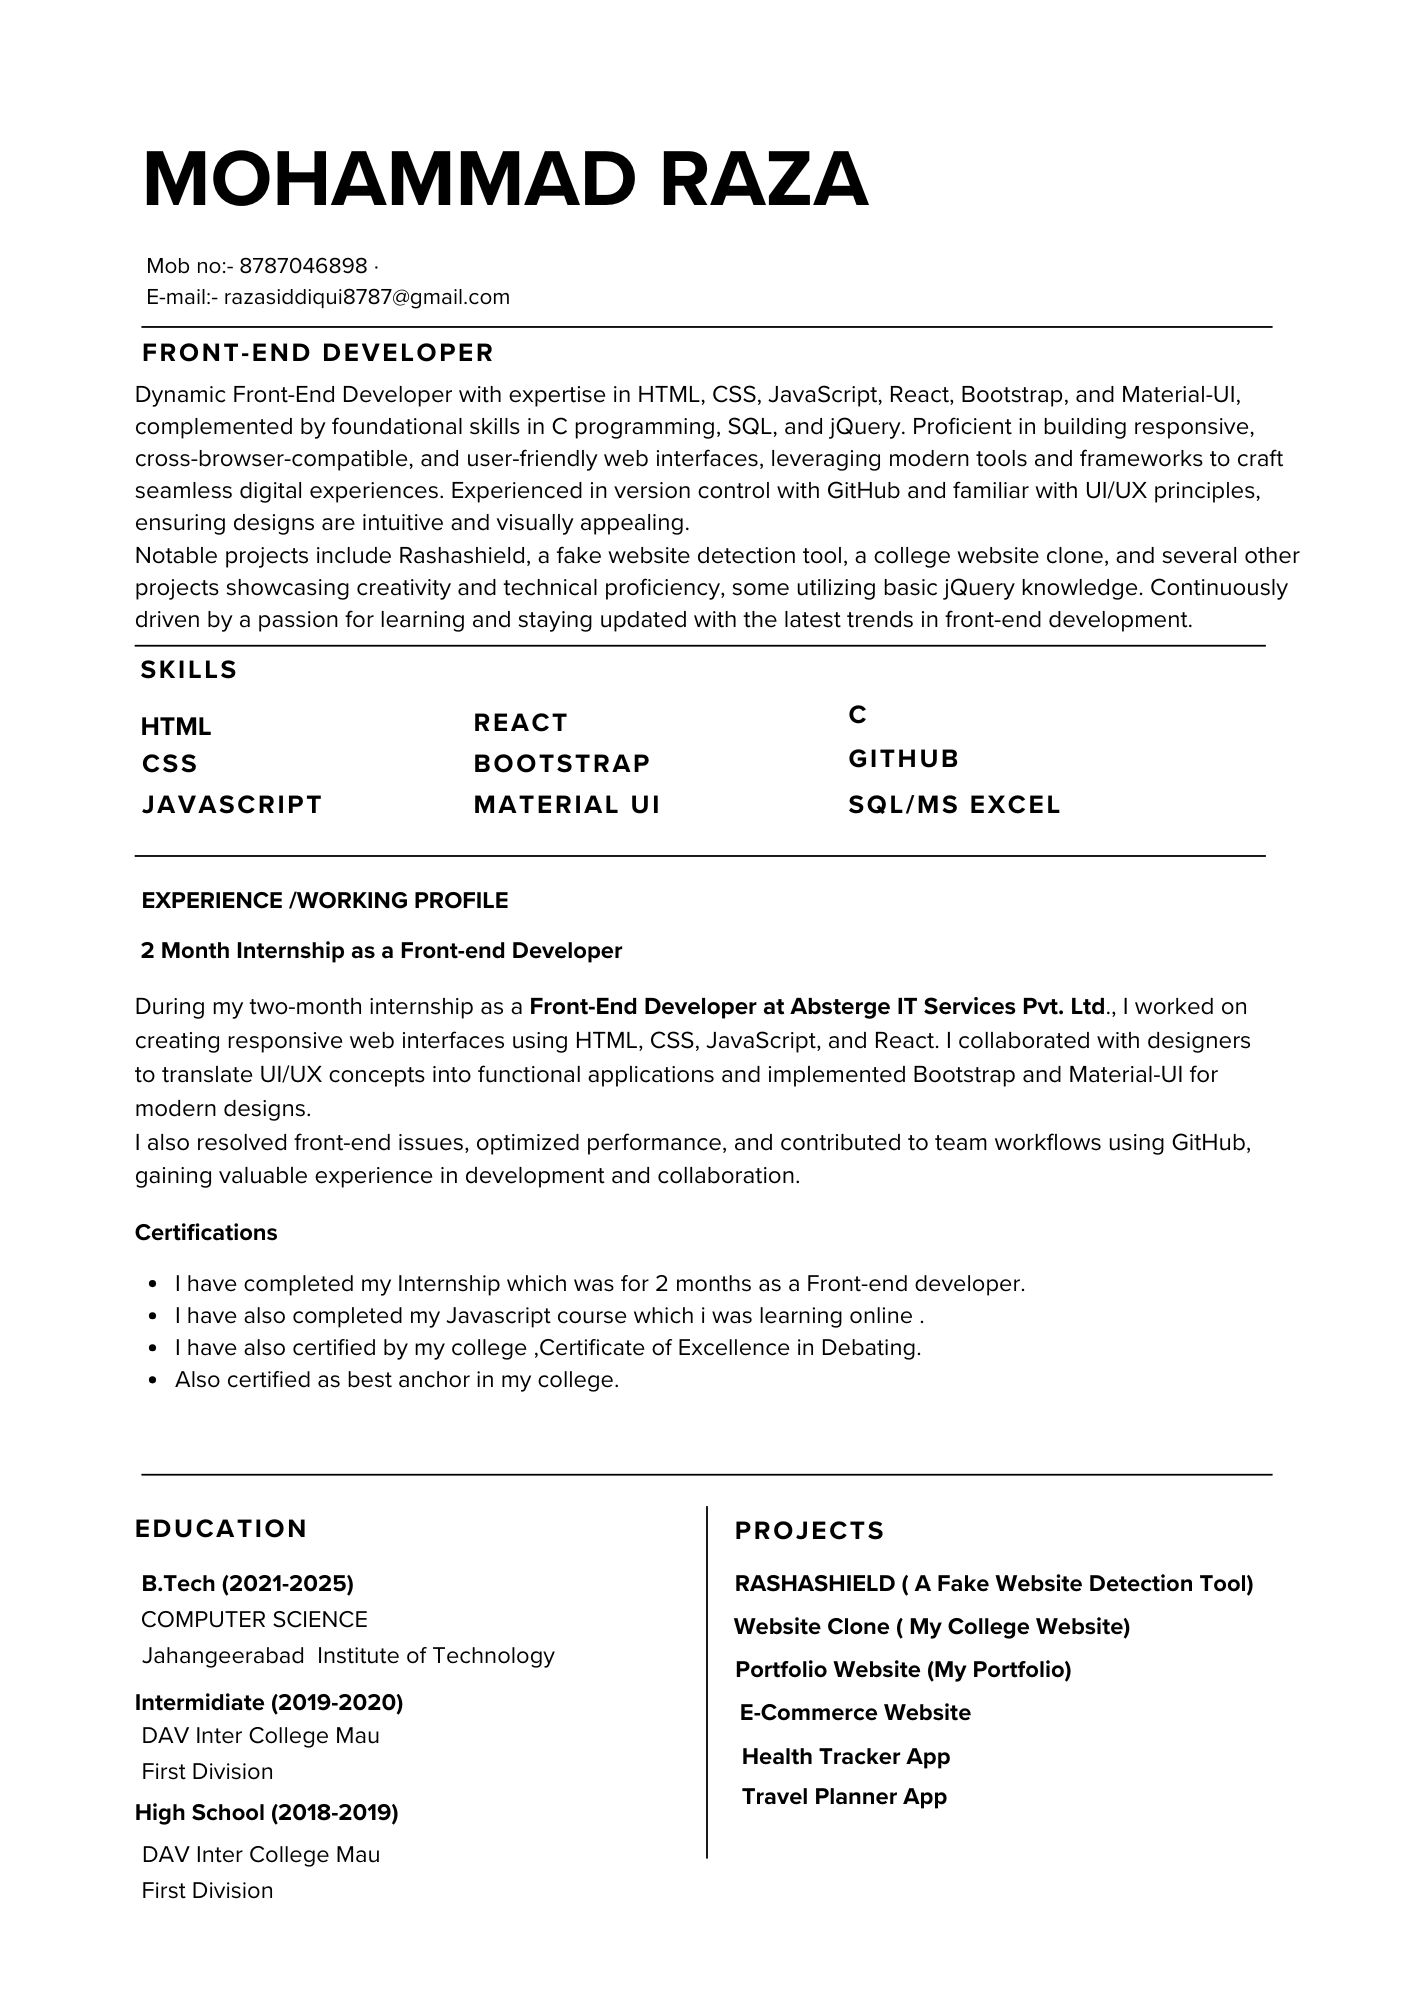 MOHAMMAD RAZA
Mob no:- 8787046898 ·
E-mail:- razasiddiqui8787@gmail.com
FRONT-END DEVELOPER
Dynamic Front-End Developer with expertise in HTML, CSS, JavaScript, React, Bootstrap, and Material-UI,
complemented by foundational skills in C programming, SQL, and jQuery. Proficient in building responsive,
cross-browser-compatible, and user-friendly web interfaces, leveraging modern tools and frameworks to craft
seamless digital experiences. Experienced in version control with GitHub and familiar with UI/UX principles,
ensuring designs are intuitive and visually appealing.
Notable projects include Rashashield, a fake website detection tool, a college website clone, and several other
projects showcasing creativity and technical proficiency, some utilizing basic jQuery knowledge. Continuously
driven by a passion for learning and staying updated with the latest trends in front-end development.
SKILLS
HTML
CSS
JAVASCRIPT
REACT
BOOTSTRAP
MATERIAL UI
C
GITHUB
SQL/MS EXCEL
EXPERIENCE /WORKING PROFILE
2 Month Internship as a Front-end Developer
During my two-month internship as a Front-End Developer at Absterge IT Services Pvt. Ltd., I worked on
creating responsive web interfaces using HTML, CSS, JavaScript, and React. I collaborated with designers
to translate UI/UX concepts into functional applications and implemented Bootstrap and Material-UI for
modern designs.
I also resolved front-end issues, optimized performance, and contributed to team workflows using GitHub,
gaining valuable experience in development and collaboration.
Certifications
• I have completed my Internship which was for 2 months as a Front-end developer.
• I have also completed my Javascript course which i was learning online .
• I have also certified by my college ,Certificate of Excellence in Debating.
• Also certified as best anchor in my college.
EDUCATION
B.Tech (2021-2025)
COMPUTER SCIENCE
Jahangeerabad Institute of Technology
Intermidiate (2019-2020)
DAV Inter College Mau
First Division
High School (2018-2019)
DAV Inter College Mau
First Division
PROJECTS
RASHASHIELD ( A Fake Website Detection Tool)
Website Clone ( My College Website)
Portfolio Website (My Portfolio)
E-Commerce Website
Health Tracker App
Travel Planner App